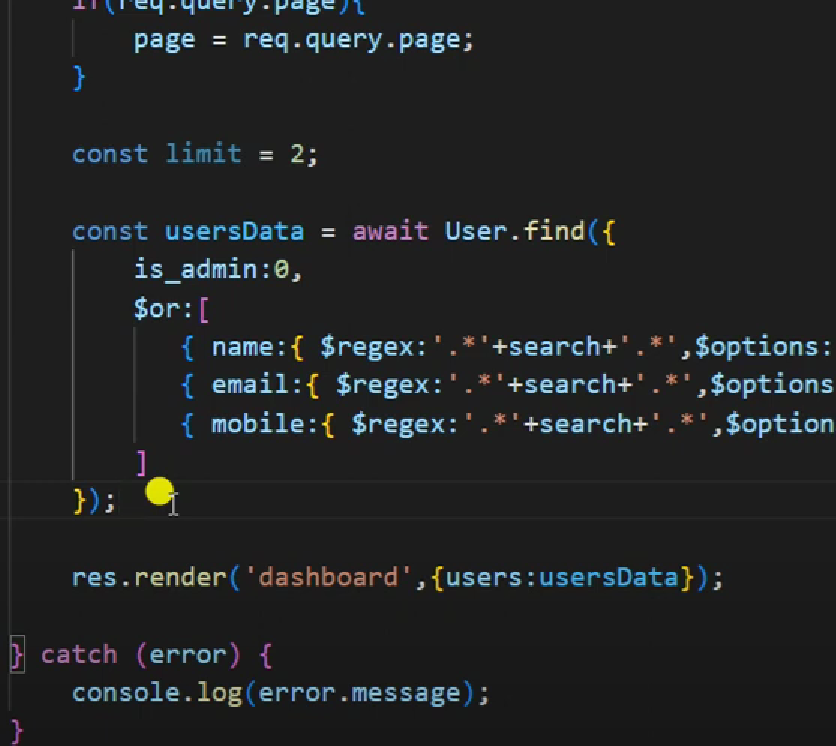 if(req.query.page){
page = req.query.page;
}
const limit = 2;
const usersData = await User.find({
is_admin:0,
$or:[
{ name:{ $regex:'.*'+search+'.*',$options:
{ email:{ $regex:'.*'+search+'.*',$options
{ mobile:{ $regex:'.*'+search+'.*',$option
]
});
res.render('dashboard',{users:usersData});
} catch (error) {
console.log(error.message);
}